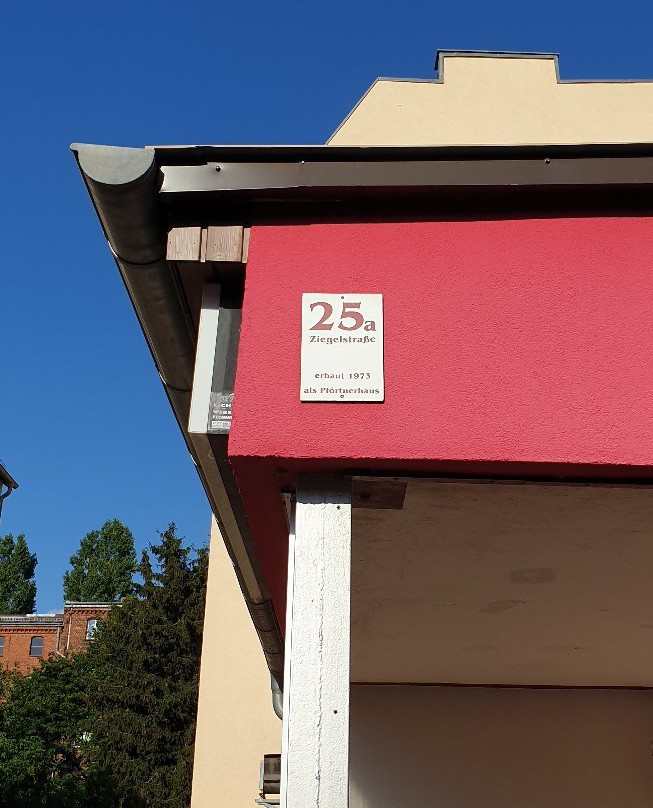 25a
Ziegelstraße
erbaut 1973
als Pförtnerhaus